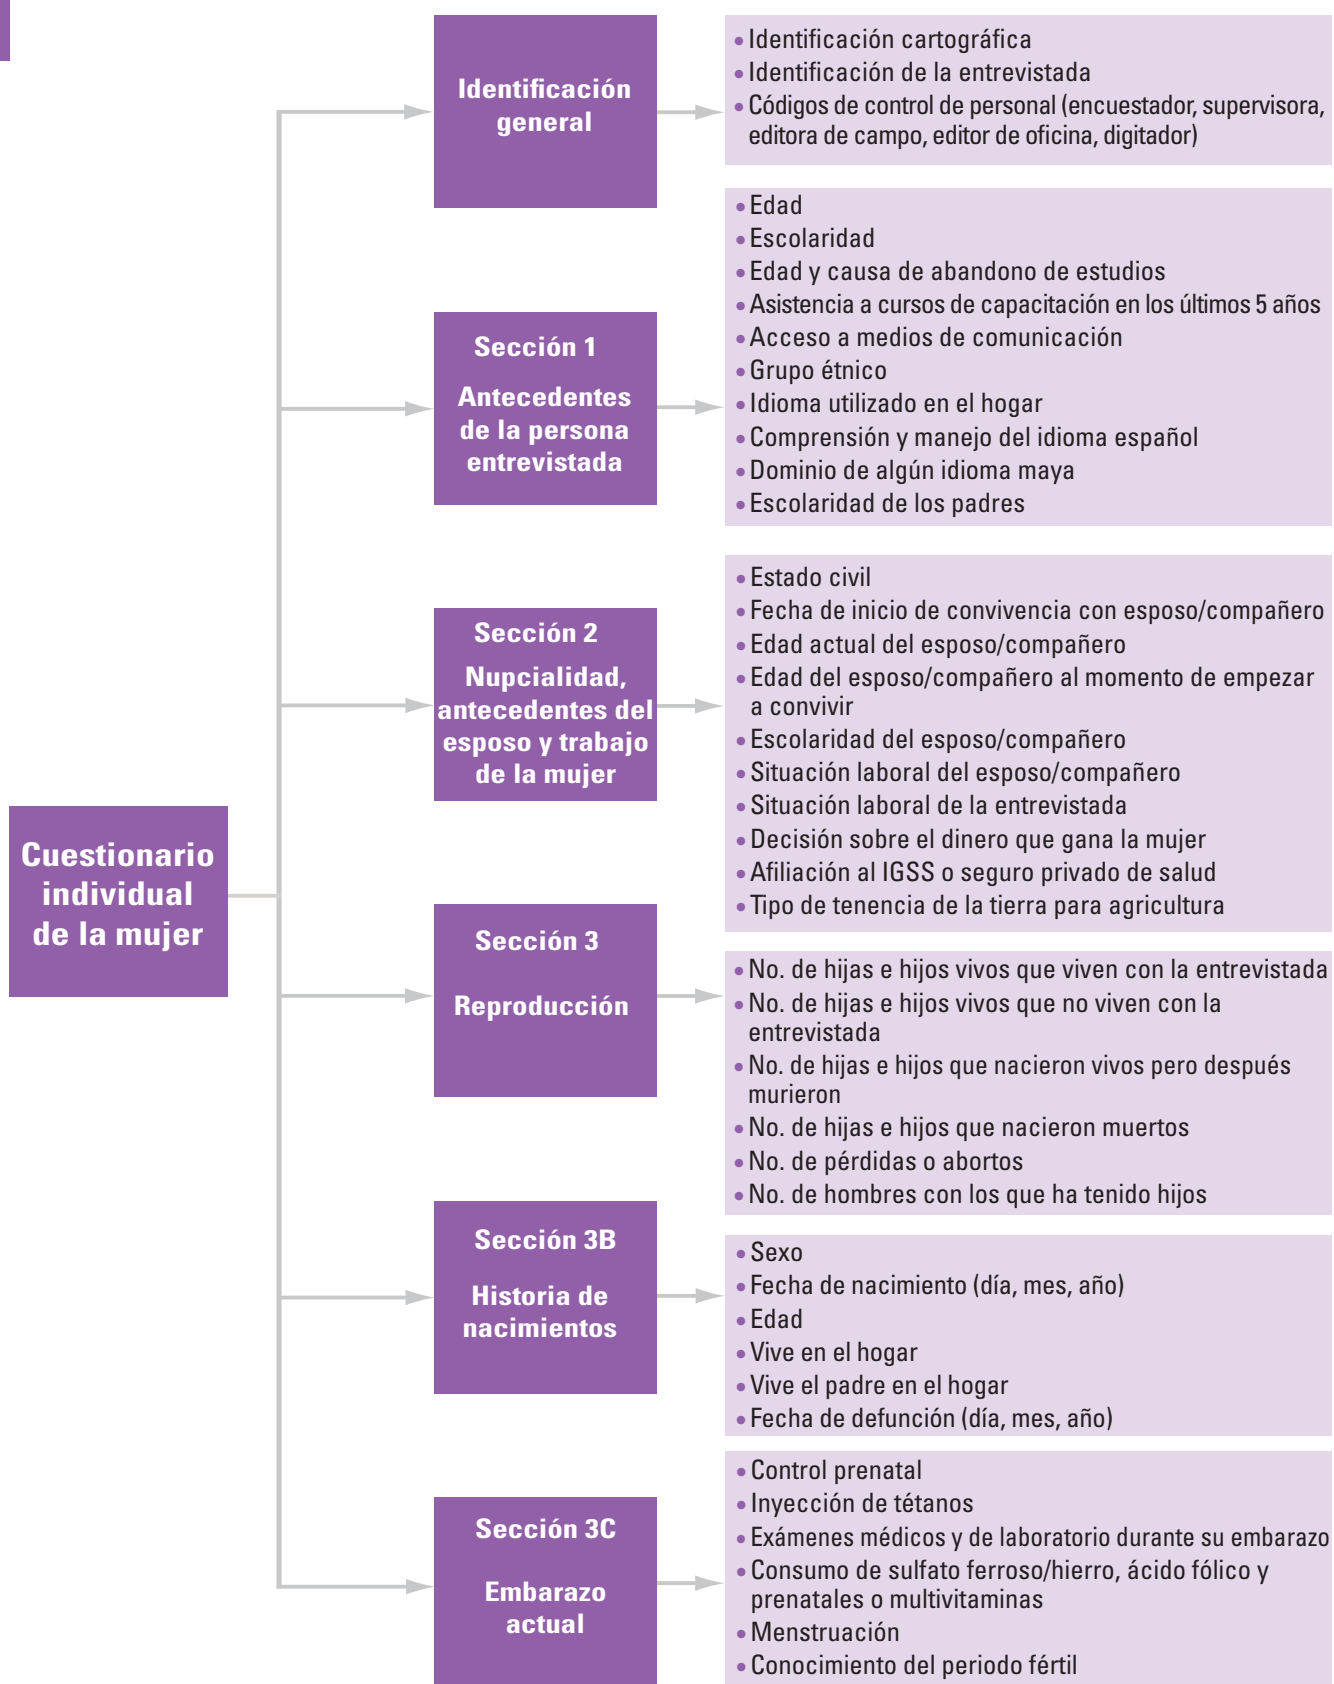 Cuestionario
individual
de la mujer
Identificación
general
• Identificación cartográfica
• Identificación de la entrevistada
• Códigos de control de personal (encuestador, supervisora,
editora de campo, editor de oficina, digitador)
Sección 1
Antecedentes
de la persona
entrevistada
• Edad
• Escolaridad
• Edad y causa de abandono de estudios
• Asistencia a cursos de capacitación en los últimos 5 años
• Acceso a medios de comunicación
• Grupo étnico
• Idioma utilizado en el hogar
• Comprensión y manejo del idioma español
• Dominio de algún idioma maya
• Escolaridad de los padres
Sección 2
Nupcialidad,
antecedentes del
esposo y trabajo
de la mujer
• Estado civil
• Fecha de inicio de convivencia con esposo/compañero
• Edad actual del esposo/compañero
• Edad del esposo/compañero al momento de empezar
a convivir
• Escolaridad del esposo/compañero
• Situación laboral del esposo/compañero
• Situación laboral de la entrevistada
• Decisión sobre el dinero que gana la mujer
• Afiliación al IGSS o seguro privado de salud
• Tipo de tenencia de la tierra para agricultura
Sección 3
Reproducción
• No. de hijas e hijos vivos que viven con la entrevistada
• No. de hijas e hijos vivos que no viven con la
entrevistada
• No. de hijas e hijos que nacieron vivos pero después
murieron
• No. de hijas e hijos que nacieron muertos
• No. de pérdidas o abortos
• No. de hombres con los que ha tenido hijos
Sección 3B
Historia de
nacimientos
• Sexo
• Fecha de nacimiento (día, mes, año)
• Edad
• Vive en el hogar
• Vive el padre en el hogar
• Fecha de defunción (día, mes, año)
Sección 3C
Embarazo
actual
• Control prenatal
• Inyección de tétanos
• Exámenes médicos y de laboratorio durante su embarazo
• Consumo de sulfato ferroso/hierro, ácido fólico y
prenatales o multivitaminas
• Menstruación
• Conocimiento del periodo fértil